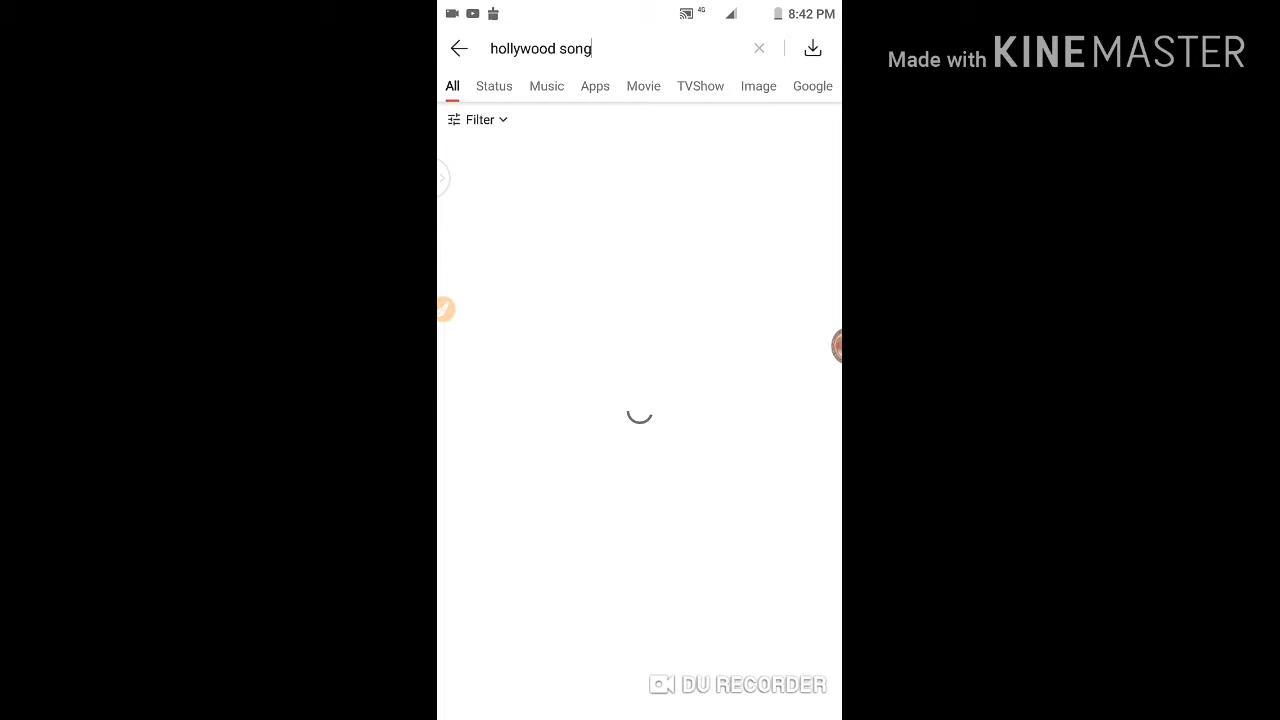 4G 8:42 PM
hollywood song
All Status Music Apps Movie TVShow Image Google
Filter
Made with KINEMASTER
DU RECORDER